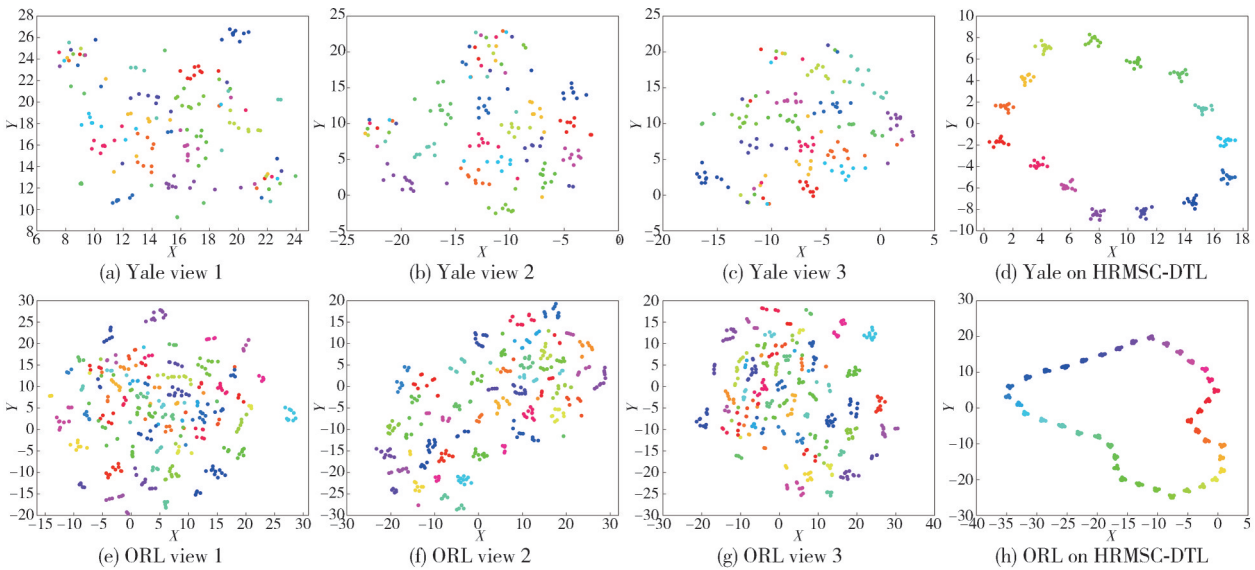 28
26
24
22
20
18
16
14
12
10
8
Y
6 8 10 12 14 16 18 20 22 24
X
(a) Yale view 1
25
20
15
10
5
0
−5
Y
−25 −20 −15 −10 −5 0
X
(b) Yale view 2
25
20
15
10
5
0
−5
Y
−20 −15 −10 −5 0 5
X
(c) Yale view 3
10
8
6
4
2
0
−2
−4
−6
−8
−10
Y
0 2 4 6 8 10 12 14 16 18
X
(d) Yale on HRMSC-DTL
30
25
20
15
10
5
0
−5
−10
−15
−20
Y
−15 −10 −5 0 5 10 15 20 25 30
X
(e) ORL view 1
20
15
10
5
0
−5
−10
−15
−20
−25
−30
Y
−30 −20 −10 0 10 20 30
X
(f) ORL view 2
20
15
10
5
0
−5
−10
−15
−20
−25
−30
Y
−30 −20 −10 0 10 20 30 40
X
(g) ORL view 3
30
20
10
0
−10
−20
−30
Y
−40 −35 −30 −25 −20 −15 −10 −5 0 5
X
(h) ORL on HRMSC-DTL